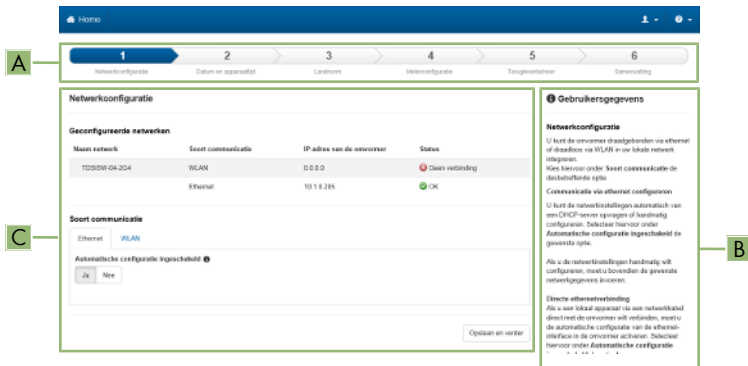 Home
A
1 2 3 4 5 6
Netwerkconfiguratie Datum en apparaattijd Landnorm Meterconfiguratie Teruglverbeheer Samenvatting
Netwerkconfiguratie
Geconfigureerde netwerken
Naam netwerk Soort communicatie IP-adres van de omvormer Status
WLAN 0.0.0.0 Geen verbinding
Ethernet OK
C
Soort communicatie
Ethernet WLAN
Automatische configuratie ingeschakeld
Ja Nee
Opslaan en verder
Gebruikersgegevens
Netwerkconfiguratie
U kunt de omvormer draadgebonden via ethernet
of draadloos via WLAN in uw lokale netwerk
integreren.
Kies hiervoor onder Soort communicatie de
desbetreffende optie.
Communicatie via ethernet configureren
U kunt de netwerkinstellingen automatisch van
een DHCP-server opvragen of handmatig
configureren. Selecteer hiervoor onder
Automatische configuratie ingeschakeld de
gewenste optie.
B
Als u de netwerkinstellingen handmatig wilt
configureren, moet u bovendien de gewenste
netwerkgegevens invoeren.
Directe ethernetverbinding
Als u een lokaal apparaat via een netwerkkabel
direct met de omvormer wilt verbinden, moet u
de automatische configuratie van de ethernet-
interface in de omvormer activeren. Selecteer
hiervoor onder Automatische configuratie